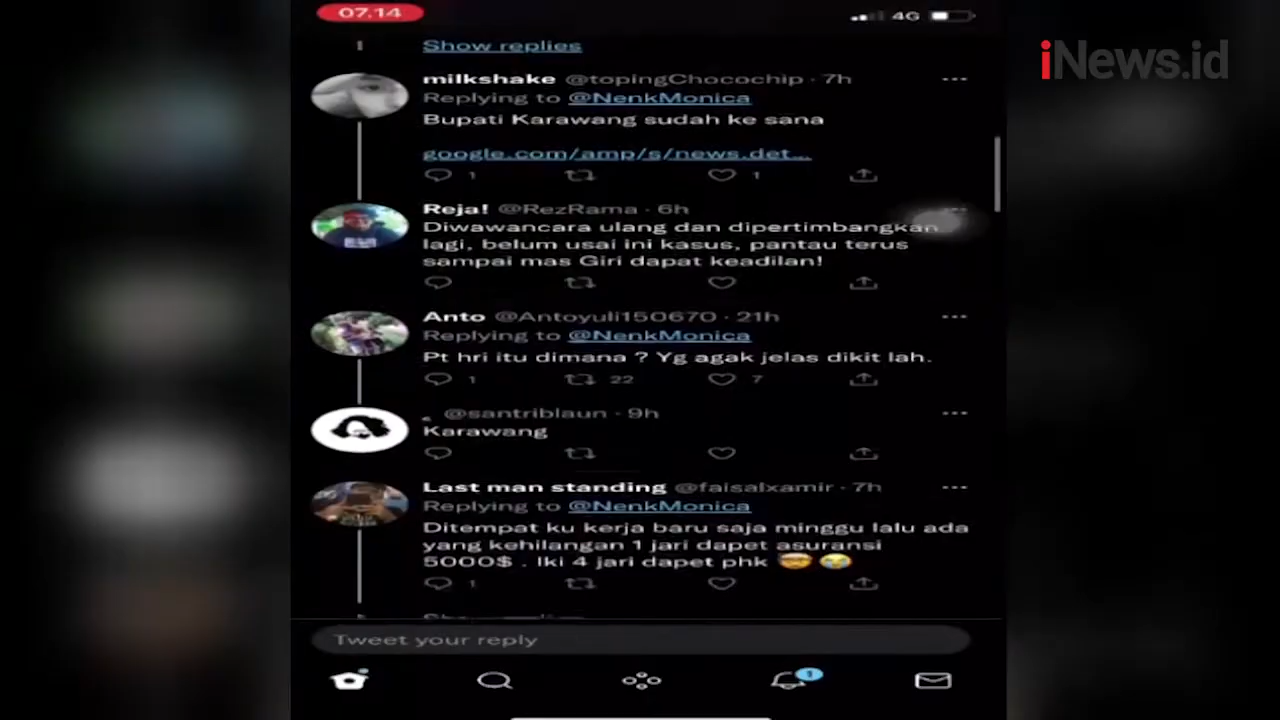 07.14
4G
iNews.id
Show replies
milkshake @topingChocochip · 7h
Replying to @NenkMonica
Bupati Karawang sudah ke sana
google.com/amp/s/news.det...
1 1
Reja! @RezRama · 6h
Diwawancara ulang dan dipertimbangkan
lagi, belum usai ini kasus, pantau terus
sampai mas Giri dapat keadilan!
Anto @Antoyuli150670 · 21h
Replying to @NenkMonica
Pt hri itu dimana ? Yg agak jelas dikit lah.
1 22 7
@santriblaun · 9h
Karawang
Last man standing @faisalxamir · 7h
Replying to @NenkMonica
Ditempat ku kerja baru saja minggu lalu ada
yang kehilangan 1 jari dapet asuransi
5000$ . Iki 4 jari dapet phk 🤯😭
1
Tweet your reply
1